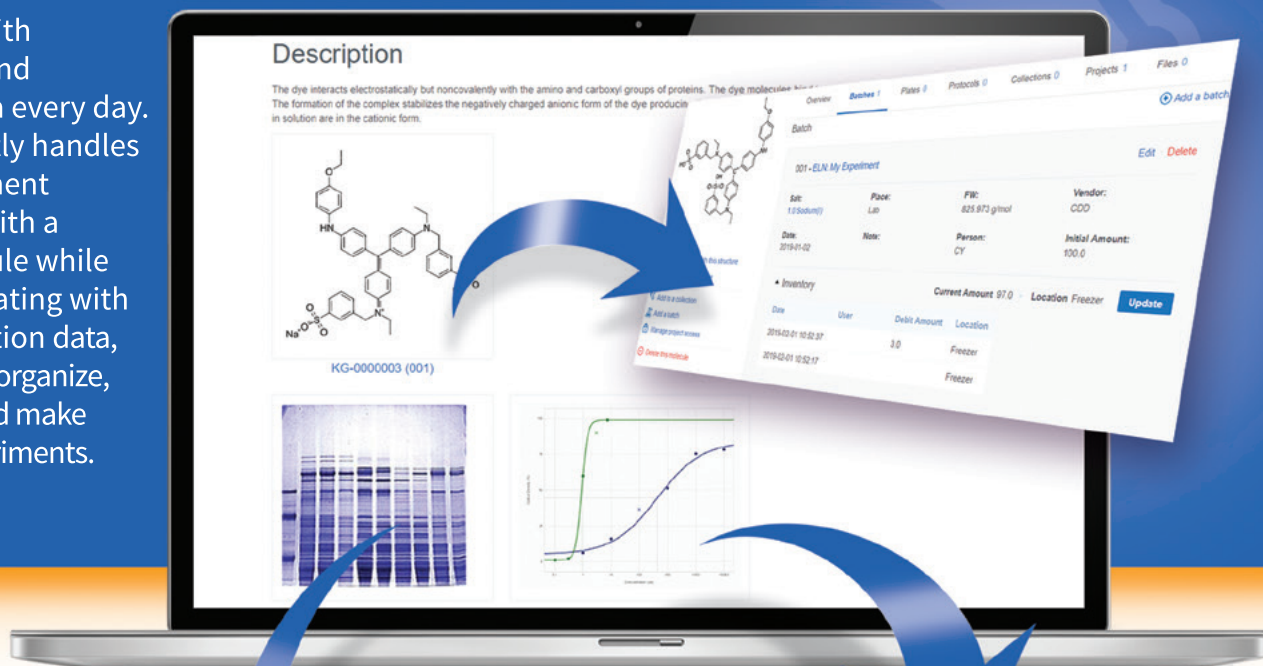 ith
nd
n every day.
ly handles
nent
ith a
ule while
ating with
tion data,
organize,
d make
riments.
Description
The dye interacts electrostatically but noncovalently with the amino and carboxyl groups of proteins. The dye molecules
The formation of the complex stabilizes the negatively charged anionic form of the dye producin
in solution are in the cationic form.
HN
N
N+
Na
O
S
O
KG-0000003 (001)
Overview Batches 1 Plates 0 Protocols 0 Collections 0 Projects 1 Files 0
Add a batch
Batch
001 - ELN: My Experiment
Edit Delete
Salt: Place: FW: Vendor:
1.0 Sodium(I) Lab 825.973 g/mol CDD
Date: Note: Person: Initial Amount:
2019-01-02 CY 100.0
this structure
Add to a collection
Add a batch
Manage project access
Delete this molecule
Inventory
Current Amount 97.0 Location Freezer Update
Date User Debit Amount Location
2019-02-01 10:52:37 3.0 Freezer
2019-02-01 10:52:17 Freezer